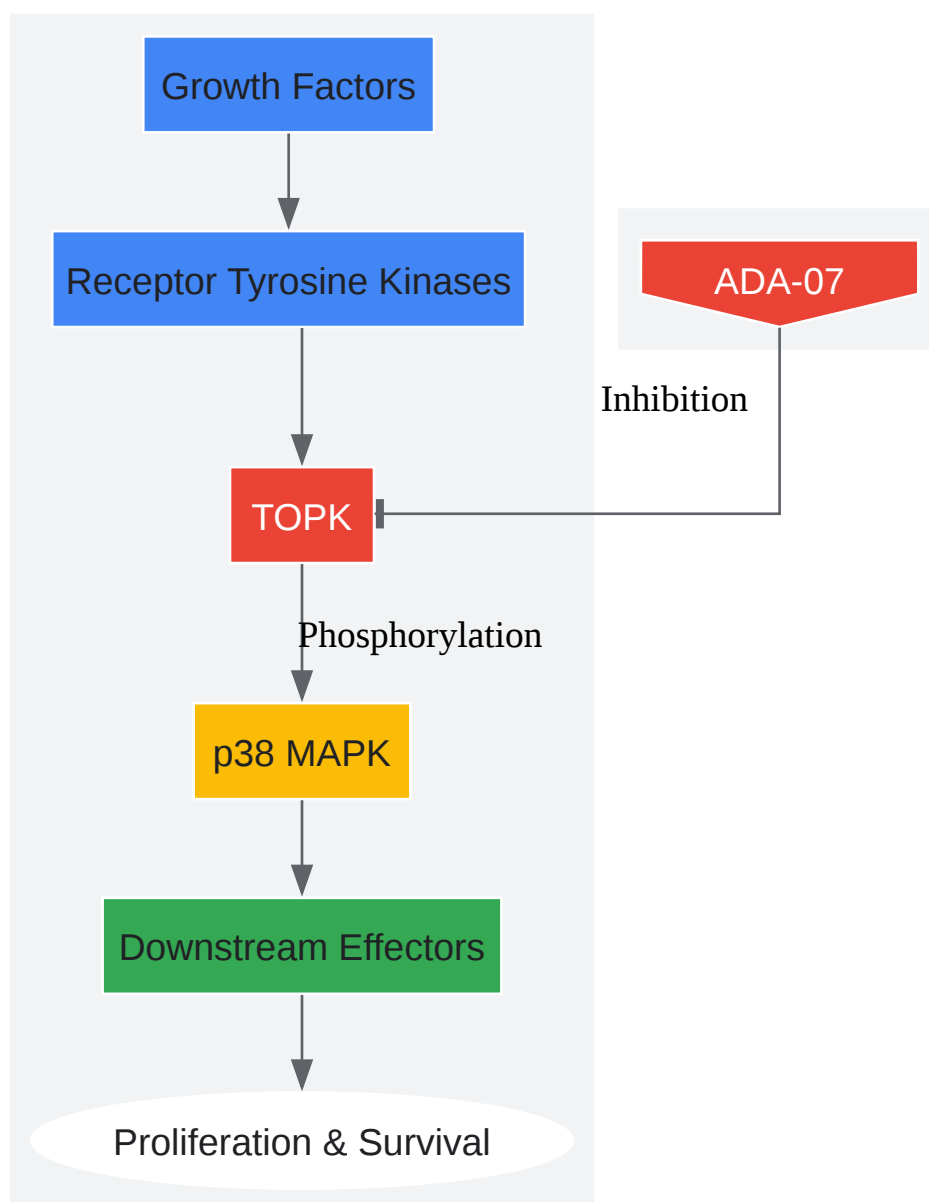 Growth Factors
Receptor Tyrosine Kinases
ADA-07
Inhibition
TOPK
Phosphorylation
p38 MAPK
Downstream Effectors
Proliferation & Survival